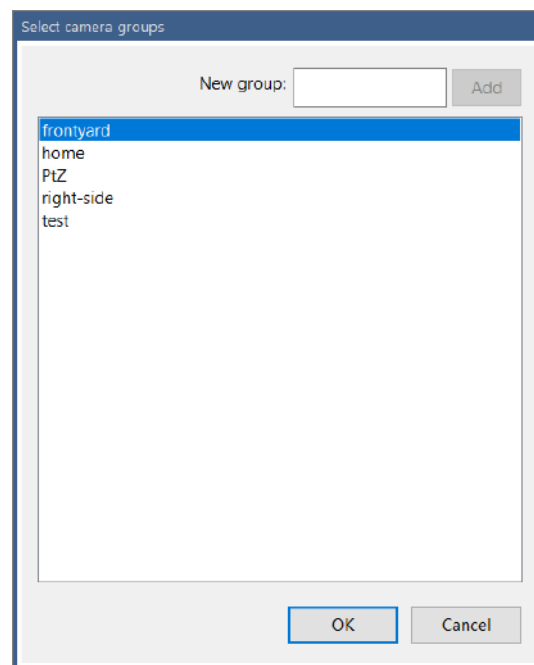 Select camera groups
New group:
Add
frontyard
home
PtZ
right-side
test
OK
Cancel